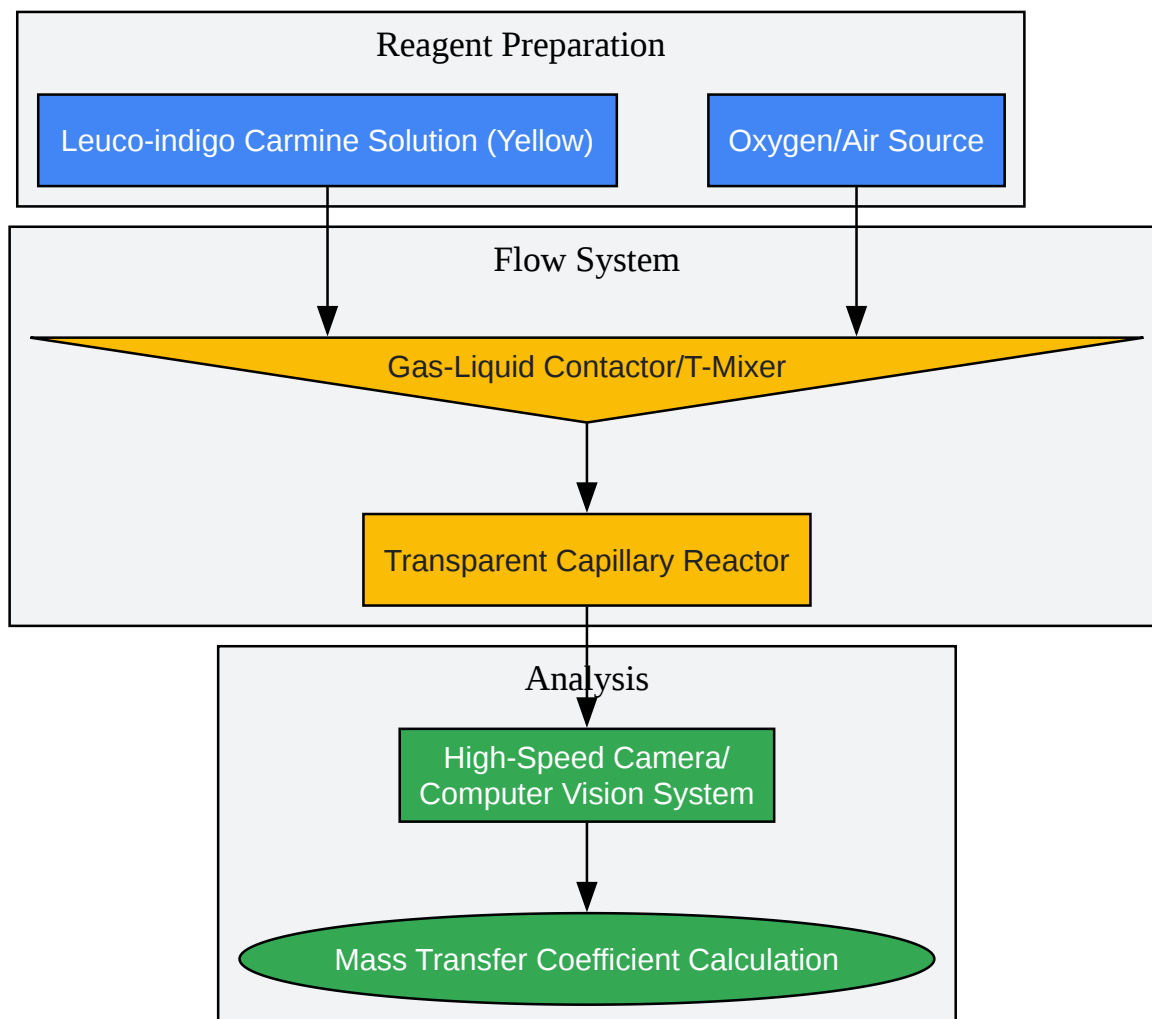 Reagent Preparation
Leuco-indigo Carmine Solution (Yellow)
Oxygen/Air Source
Flow System
Gas-Liquid Contactor/T-Mixer
Transparent Capillary Reactor
Analysis
High-Speed Camera/
Computer Vision System
Mass Transfer Coefficient Calculation